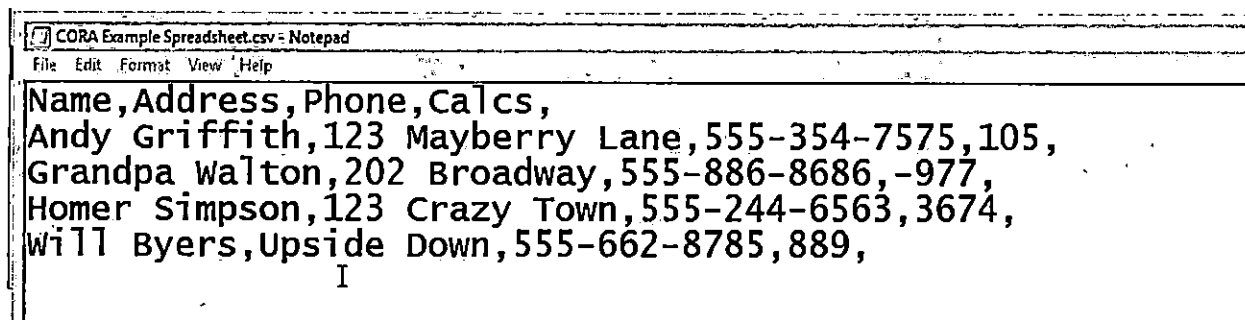 CORA Example Spreadsheet.csv - Notepad
File Edit Format View Help
Name,Address,Phone,Calcs,
Andy Griffith,123 Mayberry Lane,555-354-7575,105,
Grandpa Walton,202 Broadway,555-886-8686,-977,
Homer Simpson,123 Crazy Town,555-244-6563,3674,
Will Byers,Upside Down,555-662-8785,889,